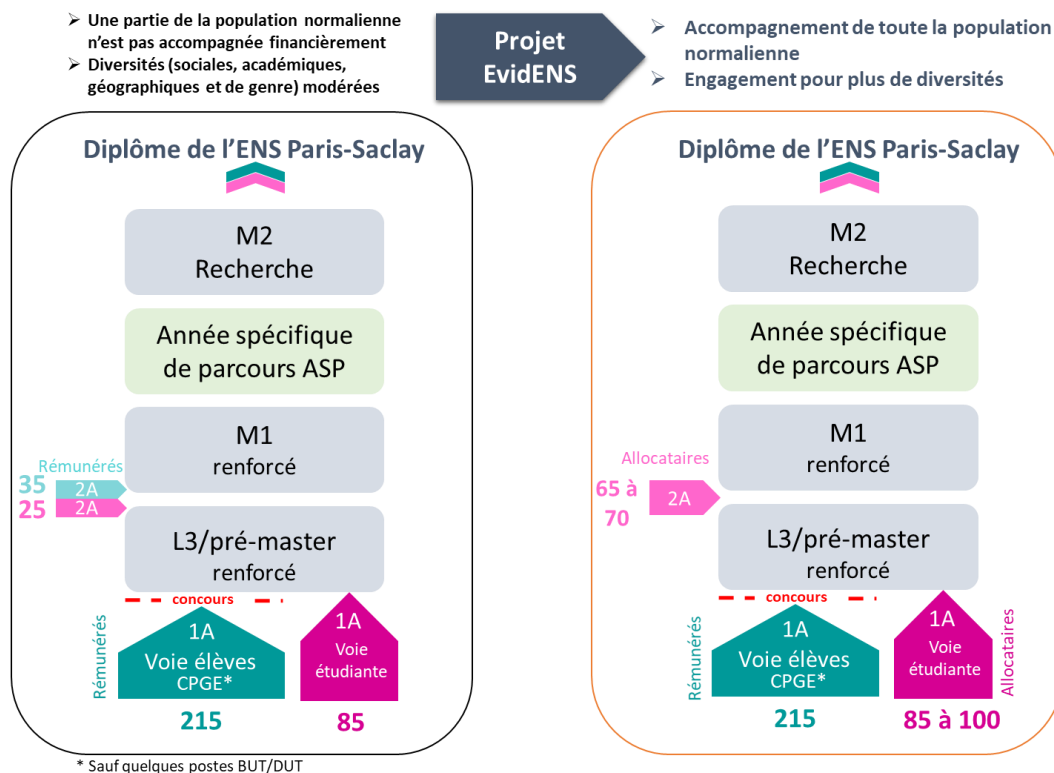 ➢ Une partie de la population normalienne
n'est pas accompagnée financièrement
➢ Diversités (sociales, académiques,
géographiques et de genre) modérées
Projet
EvidENS
➢ Accompagnement de toute la population
normalienne
➢ Engagement pour plus de diversités
Diplôme de l'ENS Paris-Saclay
M2
Recherche
Année spécifique
de parcours ASP
M1
renforcé
Rémunérés
35
2A
25
2A
L3/pré-master
renforcé
concours
Rémunérés
1A
Voie élèves
CPGE*
215
1A
Voie
étudiante
85
* Sauf quelques postes BUT/DUT
Diplôme de l'ENS Paris-Saclay
M2
Recherche
Année spécifique
de parcours ASP
M1
renforcé
Allocataires
65 à
70
2A
L3/pré-master
renforcé
concours
Rémunérés
1A
Voie élèves
CPGE*
215
1A
Voie
étudiante
Allocataires
85 à 100